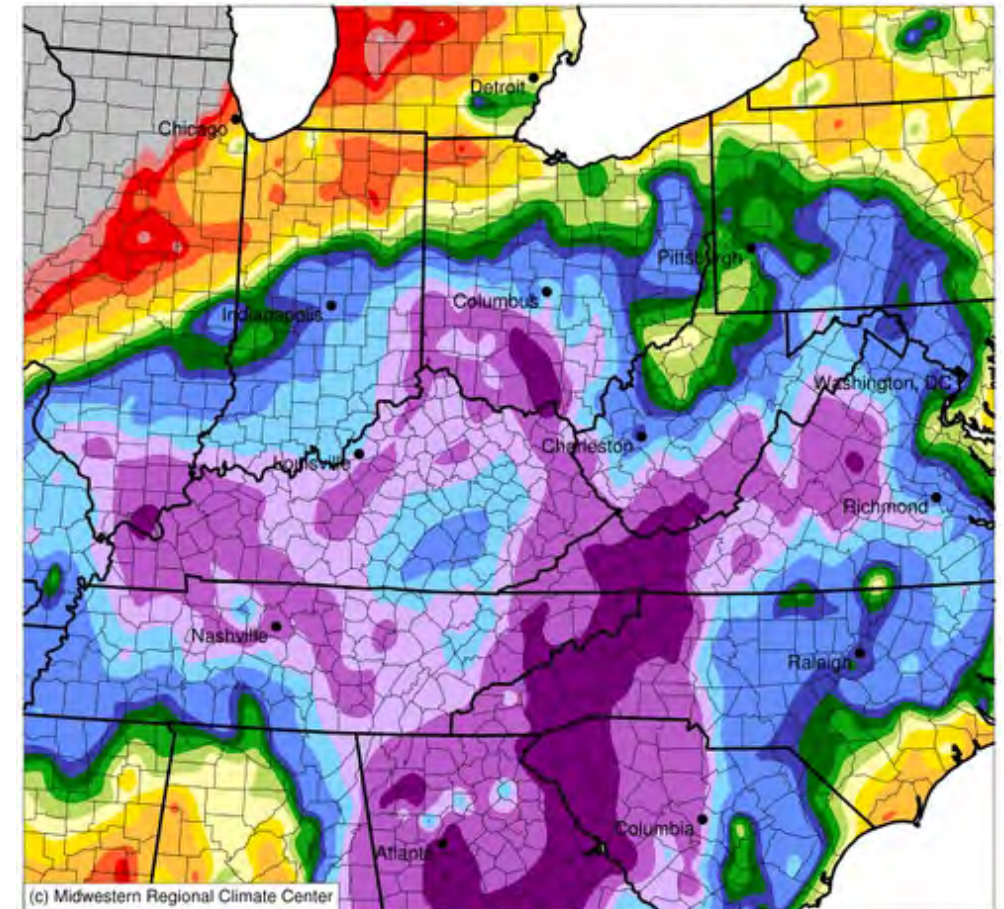 Detroit
Chicago
Pittsburgh
Columbus
Indianapolis
Washington, DC
Charleston
Louisville
Richmond
Nashville
Raleigh
Columbia
Atlanta
(c) Midwestern Regional Climate Center